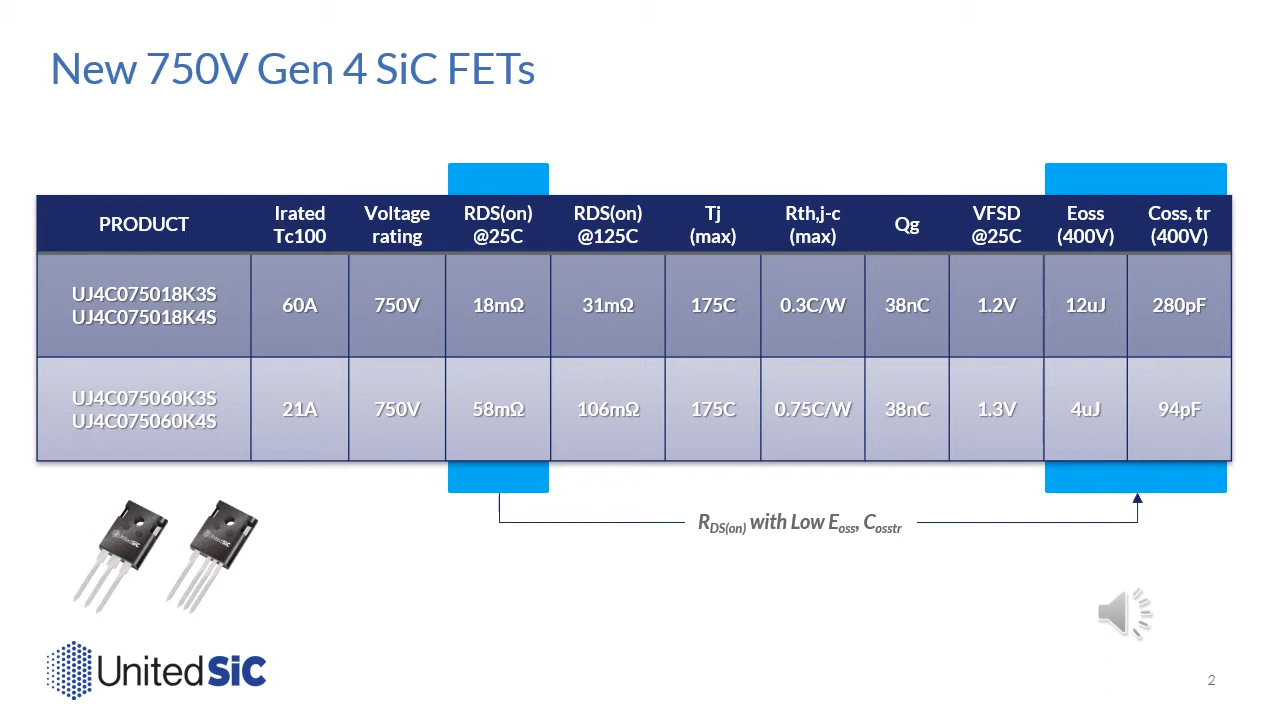 New 750V Gen 4 SiC FETs
PRODUCT
Irated
Tc100
Voltage
rating
RDS(on)
@25C
RDS(on)
@125C
Tj
(max)
Rth,j-c
(max)
Qg
VFSD
@25C
Eoss
(400V)
Coss, tr
(400V)
UJ4C075018K3S
UJ4C075018K4S
60A
750V
18mΩ
31mΩ
175C
0.3C/W
38nC
1.2V
12uJ
280pF
UJ4C075060K3S
UJ4C075060K4S
21A
750V
58mΩ
106mΩ
175C
0.75C/W
38nC
1.3V
4uJ
94pF
RDS(on) with Low Eoss, Cosstr
UnitedSiC
UnitedSiC
UnitedSiC
2